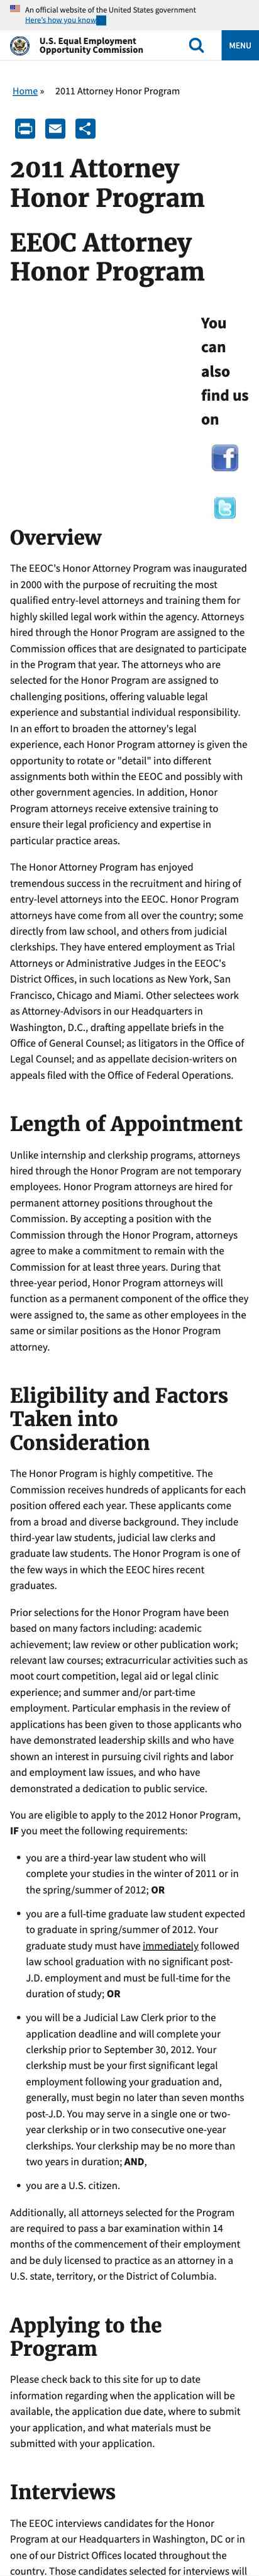 An official website of the United States government
Here's how you know
U.S. Equal Employment
Opportunity Commission
MENU
Home » 2011 Attorney Honor Program
2011 Attorney
Honor Program
EEOC Attorney
Honor Program
You
can
also
find us
on
Overview
The EEOC's Honor Attorney Program was inaugurated
in 2000 with the purpose of recruiting the most
qualified entry-level attorneys and training them for
highly skilled legal work within the agency. Attorneys
hired through the Honor Program are assigned to the
Commission offices that are designated to participate
in the Program that year. The attorneys who are
selected for the Honor Program are assigned to
challenging positions, offering valuable legal
experience and substantial individual responsibility.
In an effort to broaden the attorney's legal
experience, each Honor Program attorney is given the
opportunity to rotate or "detail" into different
assignments both within the EEOC and possibly with
other government agencies. In addition, Honor
Program attorneys receive extensive training to
ensure their legal proficiency and expertise in
particular practice areas.
The Honor Attorney Program has enjoyed
tremendous success in the recruitment and hiring of
entry-level attorneys into the EEOC. Honor Program
attorneys have come from all over the country; some
directly from law school, and others from judicial
clerkships. They have entered employment as Trial
Attorneys or Administrative Judges in the EEOC's
District Offices, in such locations as New York, San
Francisco, Chicago and Miami. Other selectees work
as Attorney-Advisors in our Headquarters in
Washington, D.C., drafting appellate briefs in the
Office of General Counsel; as litigators in the Office of
Legal Counsel; and as appellate decision-writers on
appeals filed with the Office of Federal Operations.
Length of Appointment
Unlike internship and clerkship programs, attorneys
hired through the Honor Program are not temporary
employees. Honor Program attorneys are hired for
permanent attorney positions throughout the
Commission. By accepting a position with the
Commission through the Honor Program, attorneys
agree to make a commitment to remain with the
Commission for at least three years. During that
three-year period, Honor Program attorneys will
function as a permanent component of the office they
were assigned to, the same as other employees in the
same or similar positions as the Honor Program
attorney.
Eligibility and Factors
Taken into
Consideration
The Honor Program is highly competitive. The
Commission receives hundreds of applicants for each
position offered each year. These applicants come
from a broad and diverse background. They include
third-year law students, judicial law clerks and
graduate law students. The Honor Program is one of
the few ways in which the EEOC hires recent
graduates.
Prior selections for the Honor Program have been
based on many factors including: academic
achievement; law review or other publication work;
relevant law courses; extracurricular activities such as
moot court competition, legal aid or legal clinic
experience; and summer and/or part-time
employment. Particular emphasis in the review of
applications has been given to those applicants who
have demonstrated leadership skills and who have
shown an interest in pursuing civil rights and labor
and employment law issues, and who have
demonstrated a dedication to public service.
You are eligible to apply to the 2012 Honor Program,
IF you meet the following requirements:
• you are a third-year law student who will
complete your studies in the winter of 2011 or in
the spring/summer of 2012; OR
• you are a full-time graduate law student expected
to graduate in spring/summer of 2012. Your
graduate study must have immediately followed
law school graduation with no significant post-
J.D. employment and must be full-time for the
duration of study; OR
• you will be a Judicial Law Clerk prior to the
application deadline and will complete your
clerkship prior to September 30, 2012. Your
clerkship must be your first significant legal
employment following your graduation and,
generally, must begin no later than seven months
post-J.D. You may serve in a single one or two-
year clerkship or in two consecutive one-year
clerkships. Your clerkship may be no more than
two years in duration; AND,
• you are a U.S. citizen.
Additionally, all attorneys selected for the Program
are required to pass a bar examination within 14
months of the commencement of their employment
and be duly licensed to practice as an attorney in a
U.S. state, territory, or the District of Columbia.
Applying to the
Program
Please check back to this site for up to date
information regarding when the application will be
available, the application due date, where to submit
your application, and what materials must be
submitted with your application.
Interviews
The EEOC interviews candidates for the Honor
Program at our Headquarters in Washington, DC or in
one of our District Offices located throughout the
country. Those candidates selected for interviews will